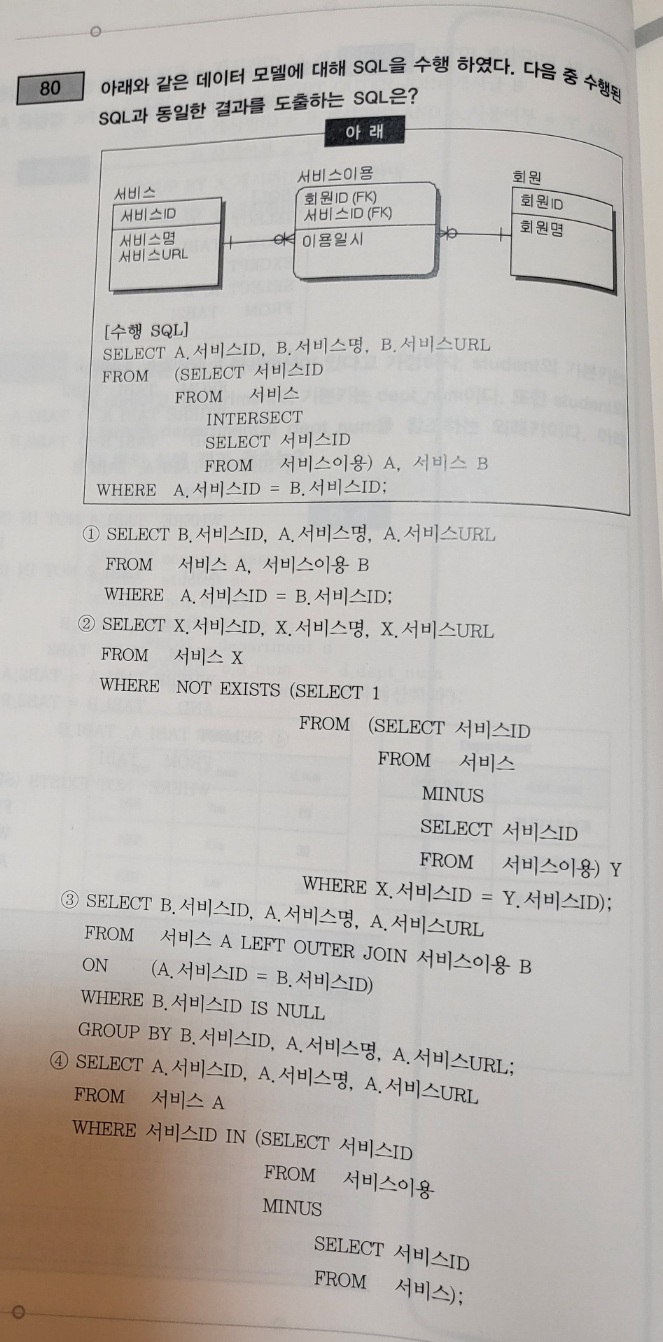 80
아래와 같은 데이터 모델에 대해 SQL을 수행 하였다. 다음 중 수행된
SQL과 동일한 결과를 도출하는 SQL은?
아 래
서비스
서비스ID
서비스명
서비스URL
서비스이용
회원ID (FK)
서비스ID (FK)
이용일시
회원
회원ID
회원명
[수행 SQL]
SELECT A.서비스ID, B.서비스명, B.서비스URL
FROM (SELECT 서비스ID
FROM 서비스
INTERSECT
SELECT 서비스ID
FROM 서비스이용) A, 서비스 B
WHERE A.서비스ID = B.서비스ID;
① SELECT B.서비스ID, A.서비스명, A.서비스URL
FROM 서비스 A, 서비스이용 B
WHERE A.서비스ID = B.서비스ID;
② SELECT X.서비스ID, X.서비스명, X.서비스URL
FROM 서비스 X
WHERE NOT EXISTS (SELECT 1
FROM (SELECT 서비스ID
FROM 서비스
MINUS
SELECT 서비스ID
FROM 서비스이용) Y
WHERE X.서비스ID = Y.서비스ID);
③ SELECT B.서비스ID, A.서비스명, A.서비스URL
FROM 서비스 A LEFT OUTER JOIN 서비스이용 B
ON (A.서비스ID = B.서비스ID)
WHERE B.서비스ID IS NULL
GROUP BY B.서비스ID, A.서비스명, A.서비스URL;
④ SELECT A.서비스ID, A.서비스명, A.서비스URL
FROM 서비스 A
WHERE 서비스ID IN (SELECT 서비스ID
FROM 서비스이용
MINUS
SELECT 서비스ID
FROM 서비스);